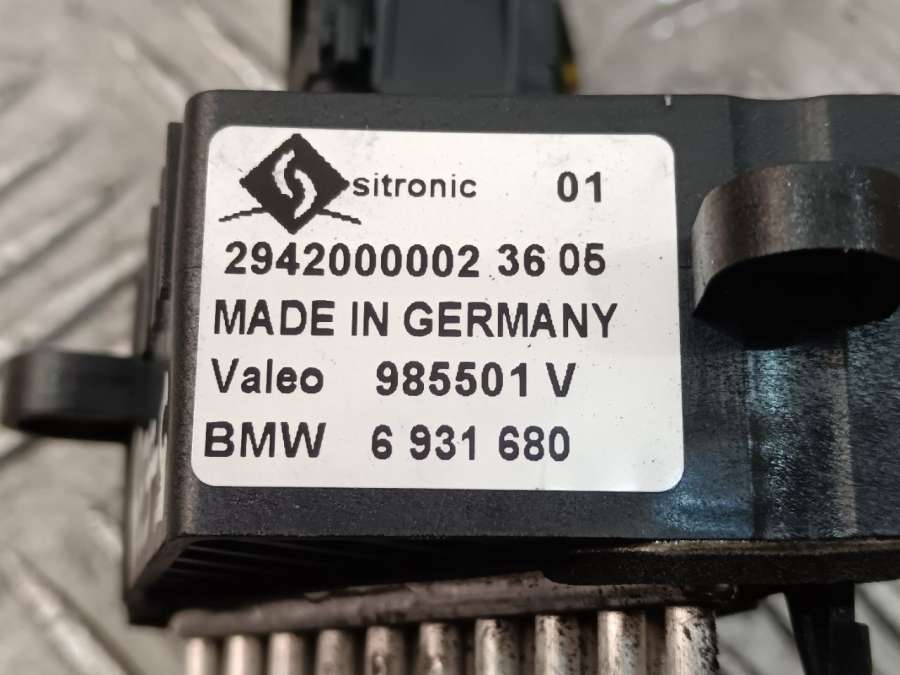 sitronic 01
2942000002 36 05
MADE IN GERMANY
Valeo 985501 V
BMW 6 931 680